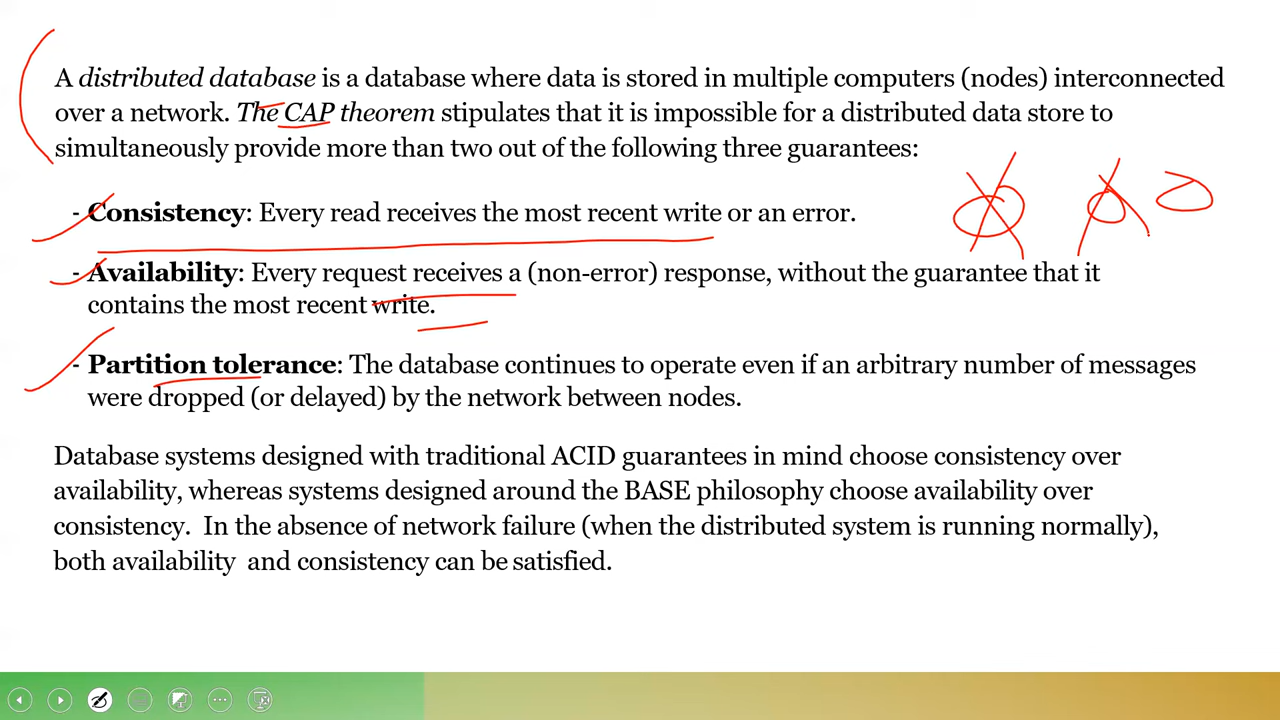 A distributed database is a database where data is stored in multiple computers (nodes) interconnected
over a network. The CAP theorem stipulates that it is impossible for a distributed data store to
simultaneously provide more than two out of the following three guarantees:
- Consistency: Every read receives the most recent write or an error.
- Availability: Every request receives a (non-error) response, without the guarantee that it
contains the most recent write.
- Partition tolerance: The database continues to operate even if an arbitrary number of messages
were dropped (or delayed) by the network between nodes.
Database systems designed with traditional ACID guarantees in mind choose consistency over
availability, whereas systems designed around the BASE philosophy choose availability over
consistency. In the absence of network failure (when the distributed system is running normally),
both availability and consistency can be satisfied.